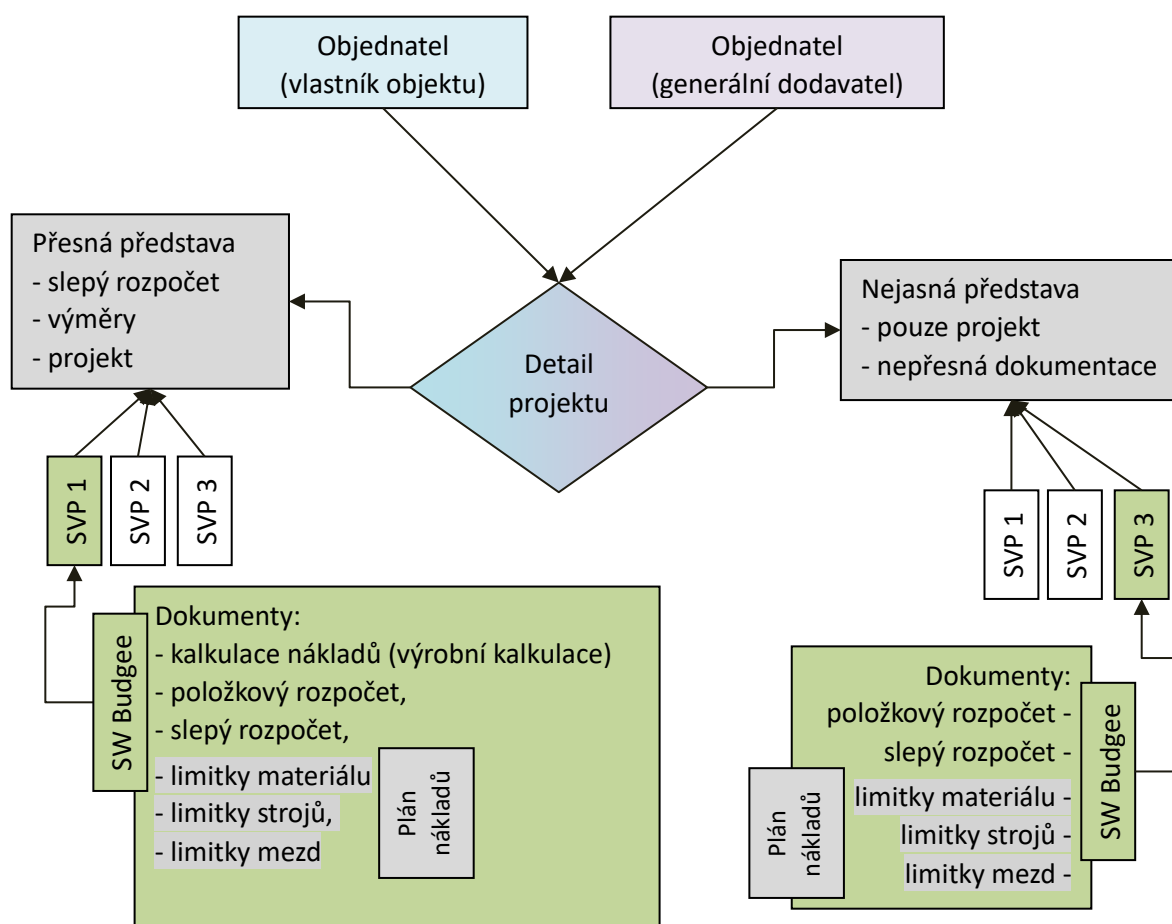 Objednatel
(vlastník objektu)
Objednatel
(generální dodavatel)
Přesná představa
- slepý rozpočet
- výměry
- projekt
Detail
projektu
Nejasná představa
- pouze projekt
- nepřesná dokumentace
SVP 1
SVP 2
SVP 3
SVP 1
SVP 2
SVP 3
SW Budgee
Dokumenty:
- kalkulace nákladů (výrobní kalkulace)
- položkový rozpočet,
- slepý rozpočet,
- limitky materiálu
- limitky strojů,
- limitky mezd
Plán
nákladů
Dokumenty:
položkový rozpočet -
slepý rozpočet -
limitky materiálu -
limitky strojů -
limitky mezd -
Plán
nákladů
SW Budgee